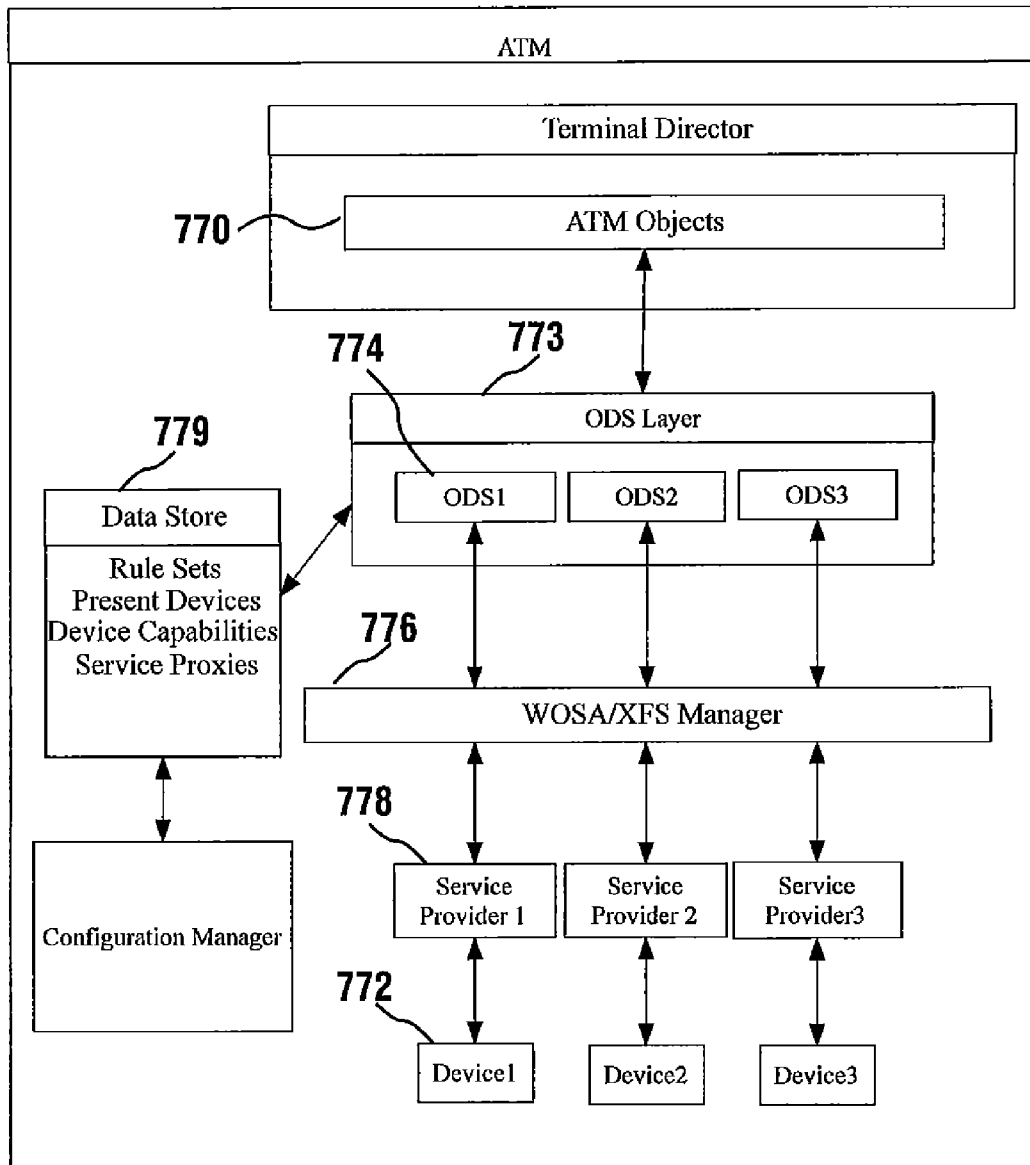 ATM
Terminal Director
770
ATM Objects
773
774
ODS Layer
779
ODS1
ODS2
ODS3
Data Store
Rule Sets
Present Devices
Device Capabilities
Service Proxies
776
WOSA/XFS Manager
778
Service
Provider 1
Service
Provider 2
Service
Provider3
Configuration Manager
772
Device1
Device2
Device3